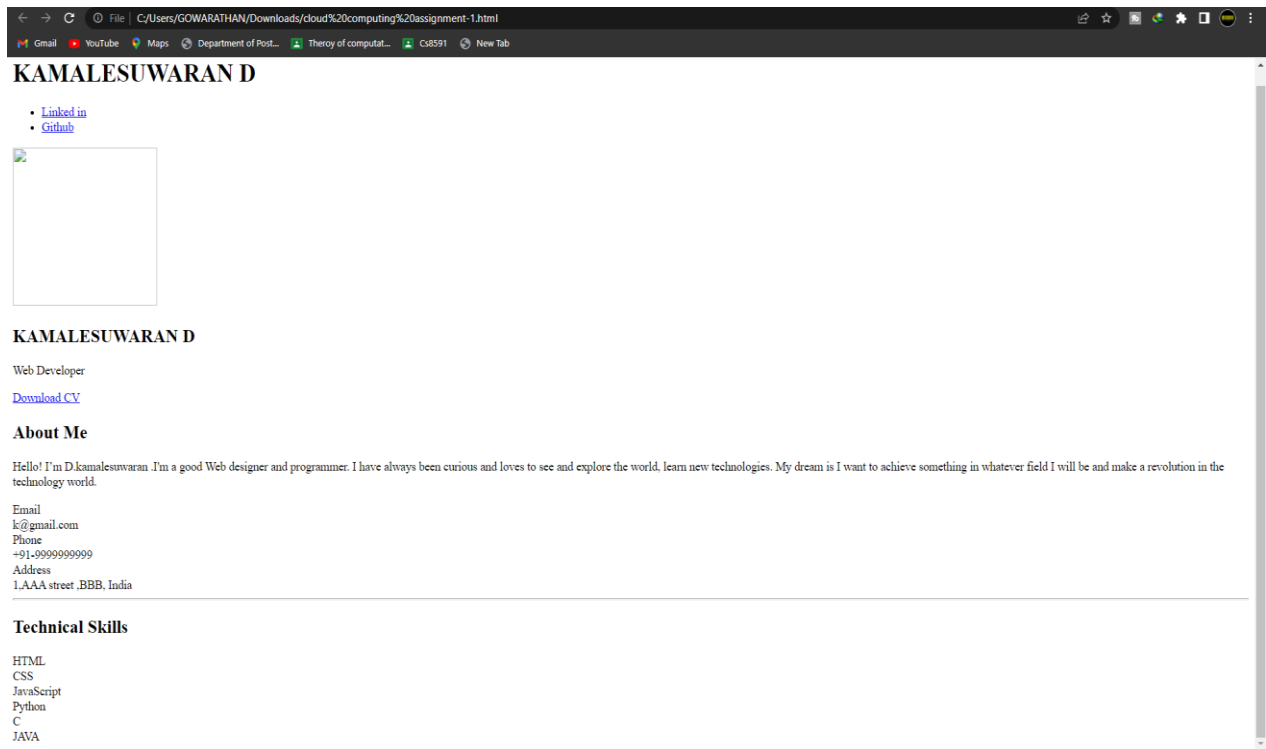 File
C:/Users/GOWARATHAN/Downloads/cloud%20computing%20assignment-1.html
Gmail YouTube Maps Department of Post... Theroy of computat... Cs8591 New Tab
KAMALESUWARAN D
Linked in
Github
KAMALESUWARAN D
Web Developer
Download CV
About Me
Hello! I'm D.kamalesuwaran .I'm a good Web designer and programmer. I have always been curious and loves to see and explore the world, learn new technologies. My dream is I want to achieve something in whatever field I will be and make a revolution in the
technology world.
Email
k@gmail.com
Phone
+91-9999999999
Address
1,AAA street ,BBB, India
Technical Skills
HTML
CSS
JavaScript
Python
C
JAVA